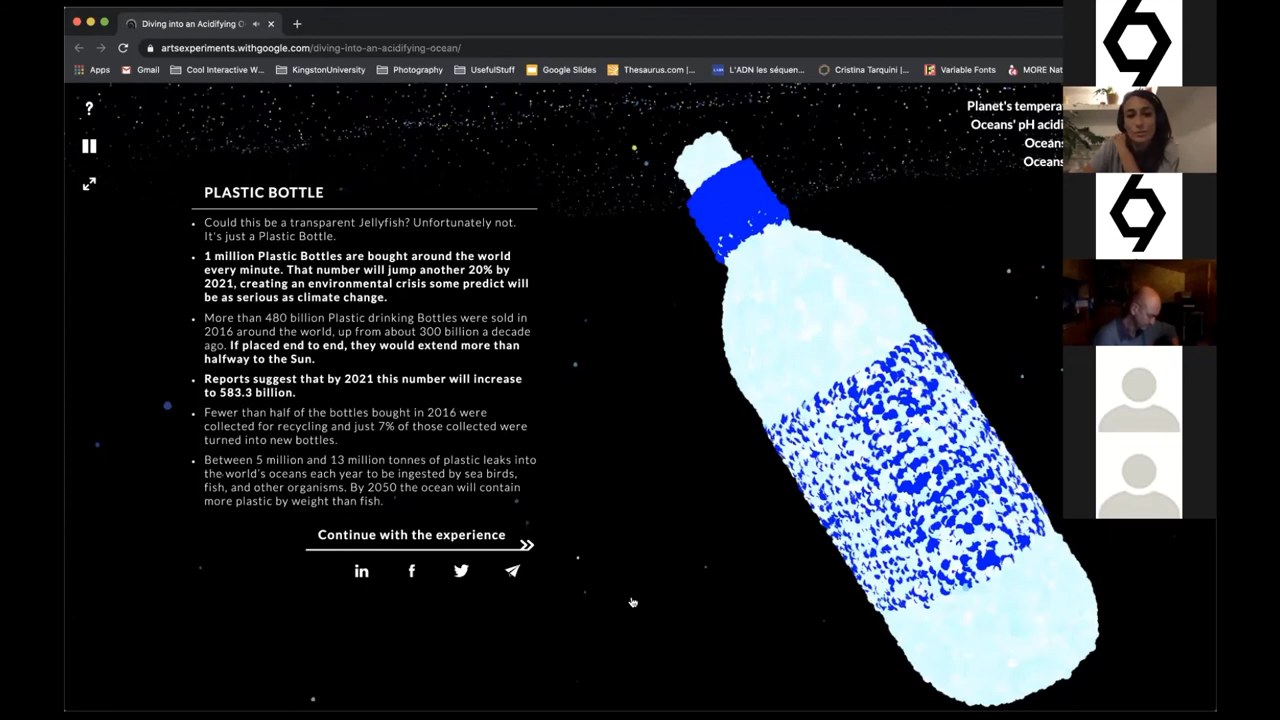 Diving into an Acidifying O
artsexperiments.withgoogle.com/diving-into-an-acidifying-ocean/
Apps Gmail Cool Interactive W... KingstonUniversity Photography UsefulStuff Google Slides Thesaurus.com |... L'ADN les séquen... Cristina Tarquini |... Variable Fonts MORE Nat
?
Planet's tempera
Oceans' pH acidi
Oceans
Oceans
PLASTIC BOTTLE
• Could this be a transparent Jellyfish? Unfortunately not.
It's just a Plastic Bottle.
• 1 million Plastic Bottles are bought around the world
every minute. That number will jump another 20% by
2021, creating an environmental crisis some predict will
be as serious as climate change.
• More than 480 billion Plastic drinking Bottles were sold in
2016 around the world, up from about 300 billion a decade
ago. If placed end to end, they would extend more than
halfway to the Sun.
• Reports suggest that by 2021 this number will increase
to 583.3 billion.
• Fewer than half of the bottles bought in 2016 were
collected for recycling and just 7% of those collected were
turned into new bottles.
• Between 5 million and 13 million tonnes of plastic leaks into
the world's oceans each year to be ingested by sea birds,
fish, and other organisms. By 2050 the ocean will contain
more plastic by weight than fish.
Continue with the experience